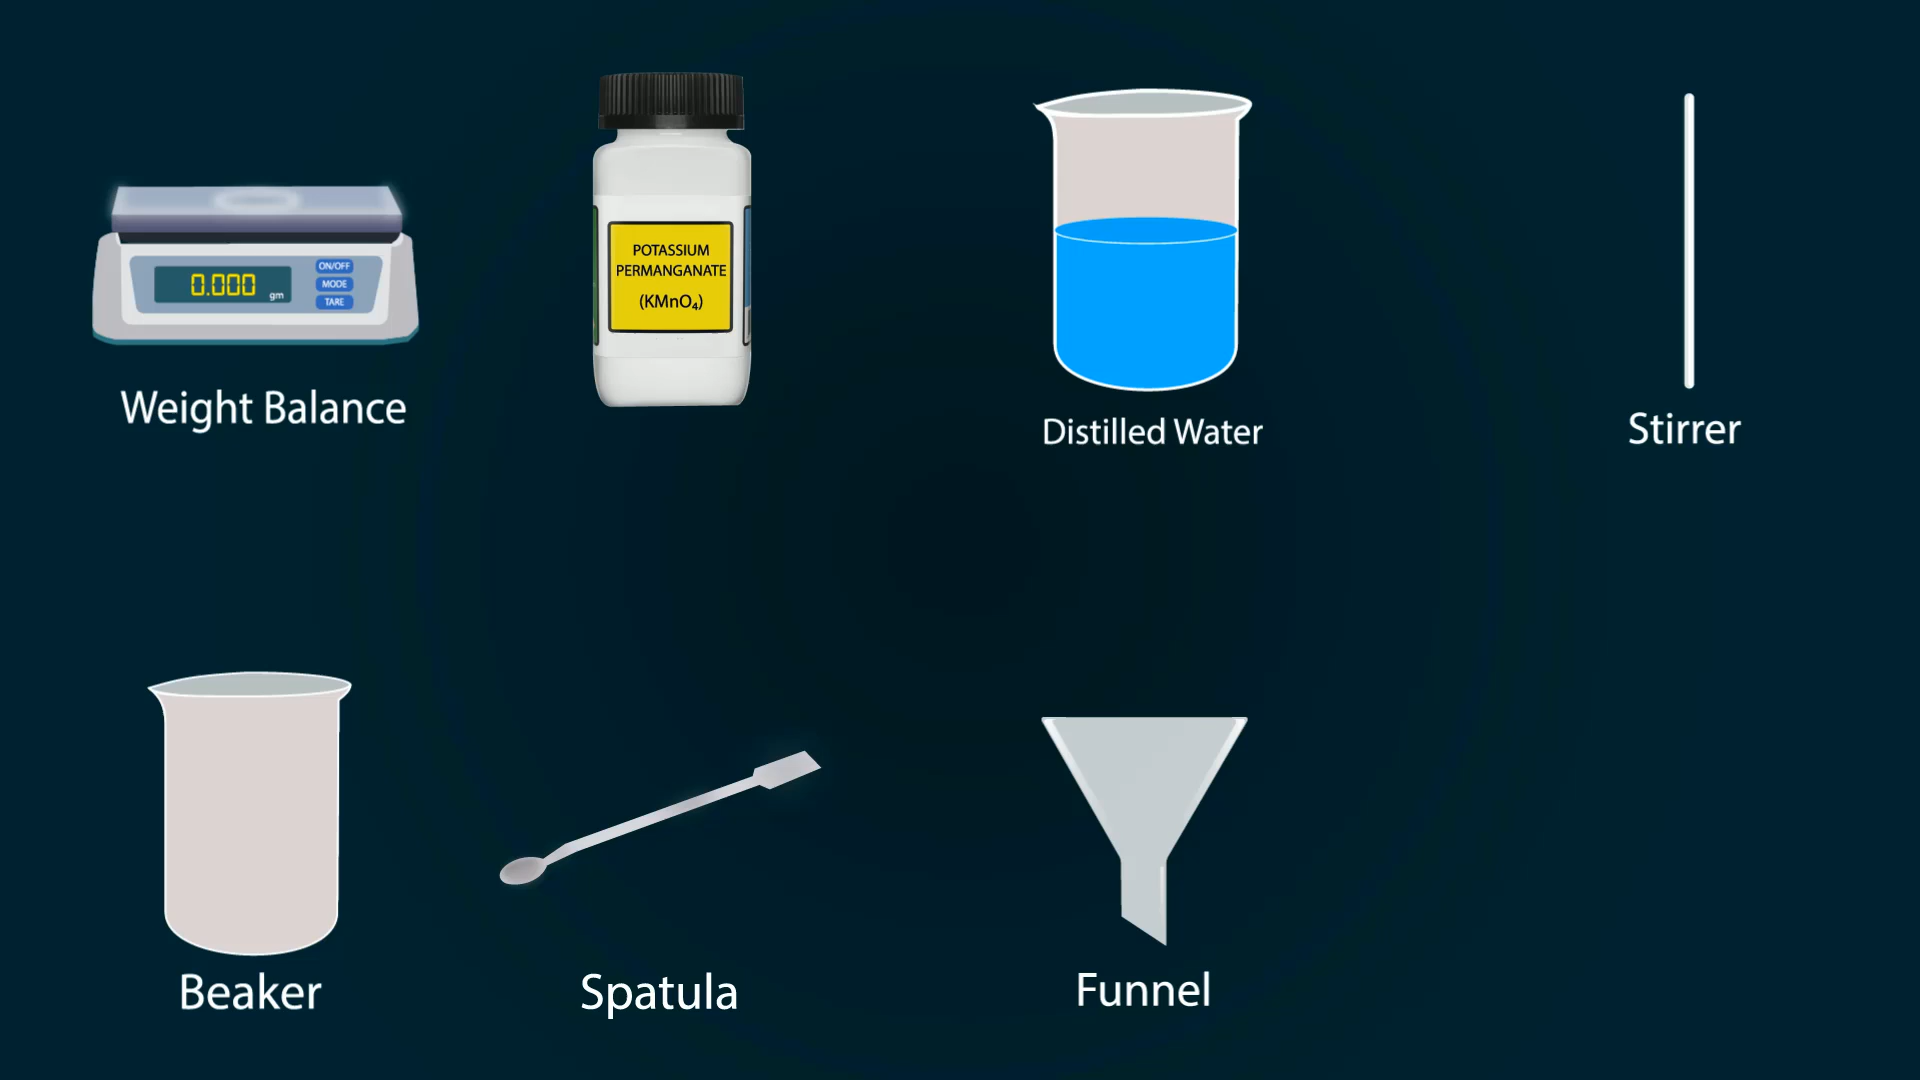 POTASSIUM
PERMANGANATE
(KMnO₄)
0.000 gm
ON/OFF
MODE
TARE
Weight Balance
Distilled Water
Stirrer
Beaker
Spatula
Funnel